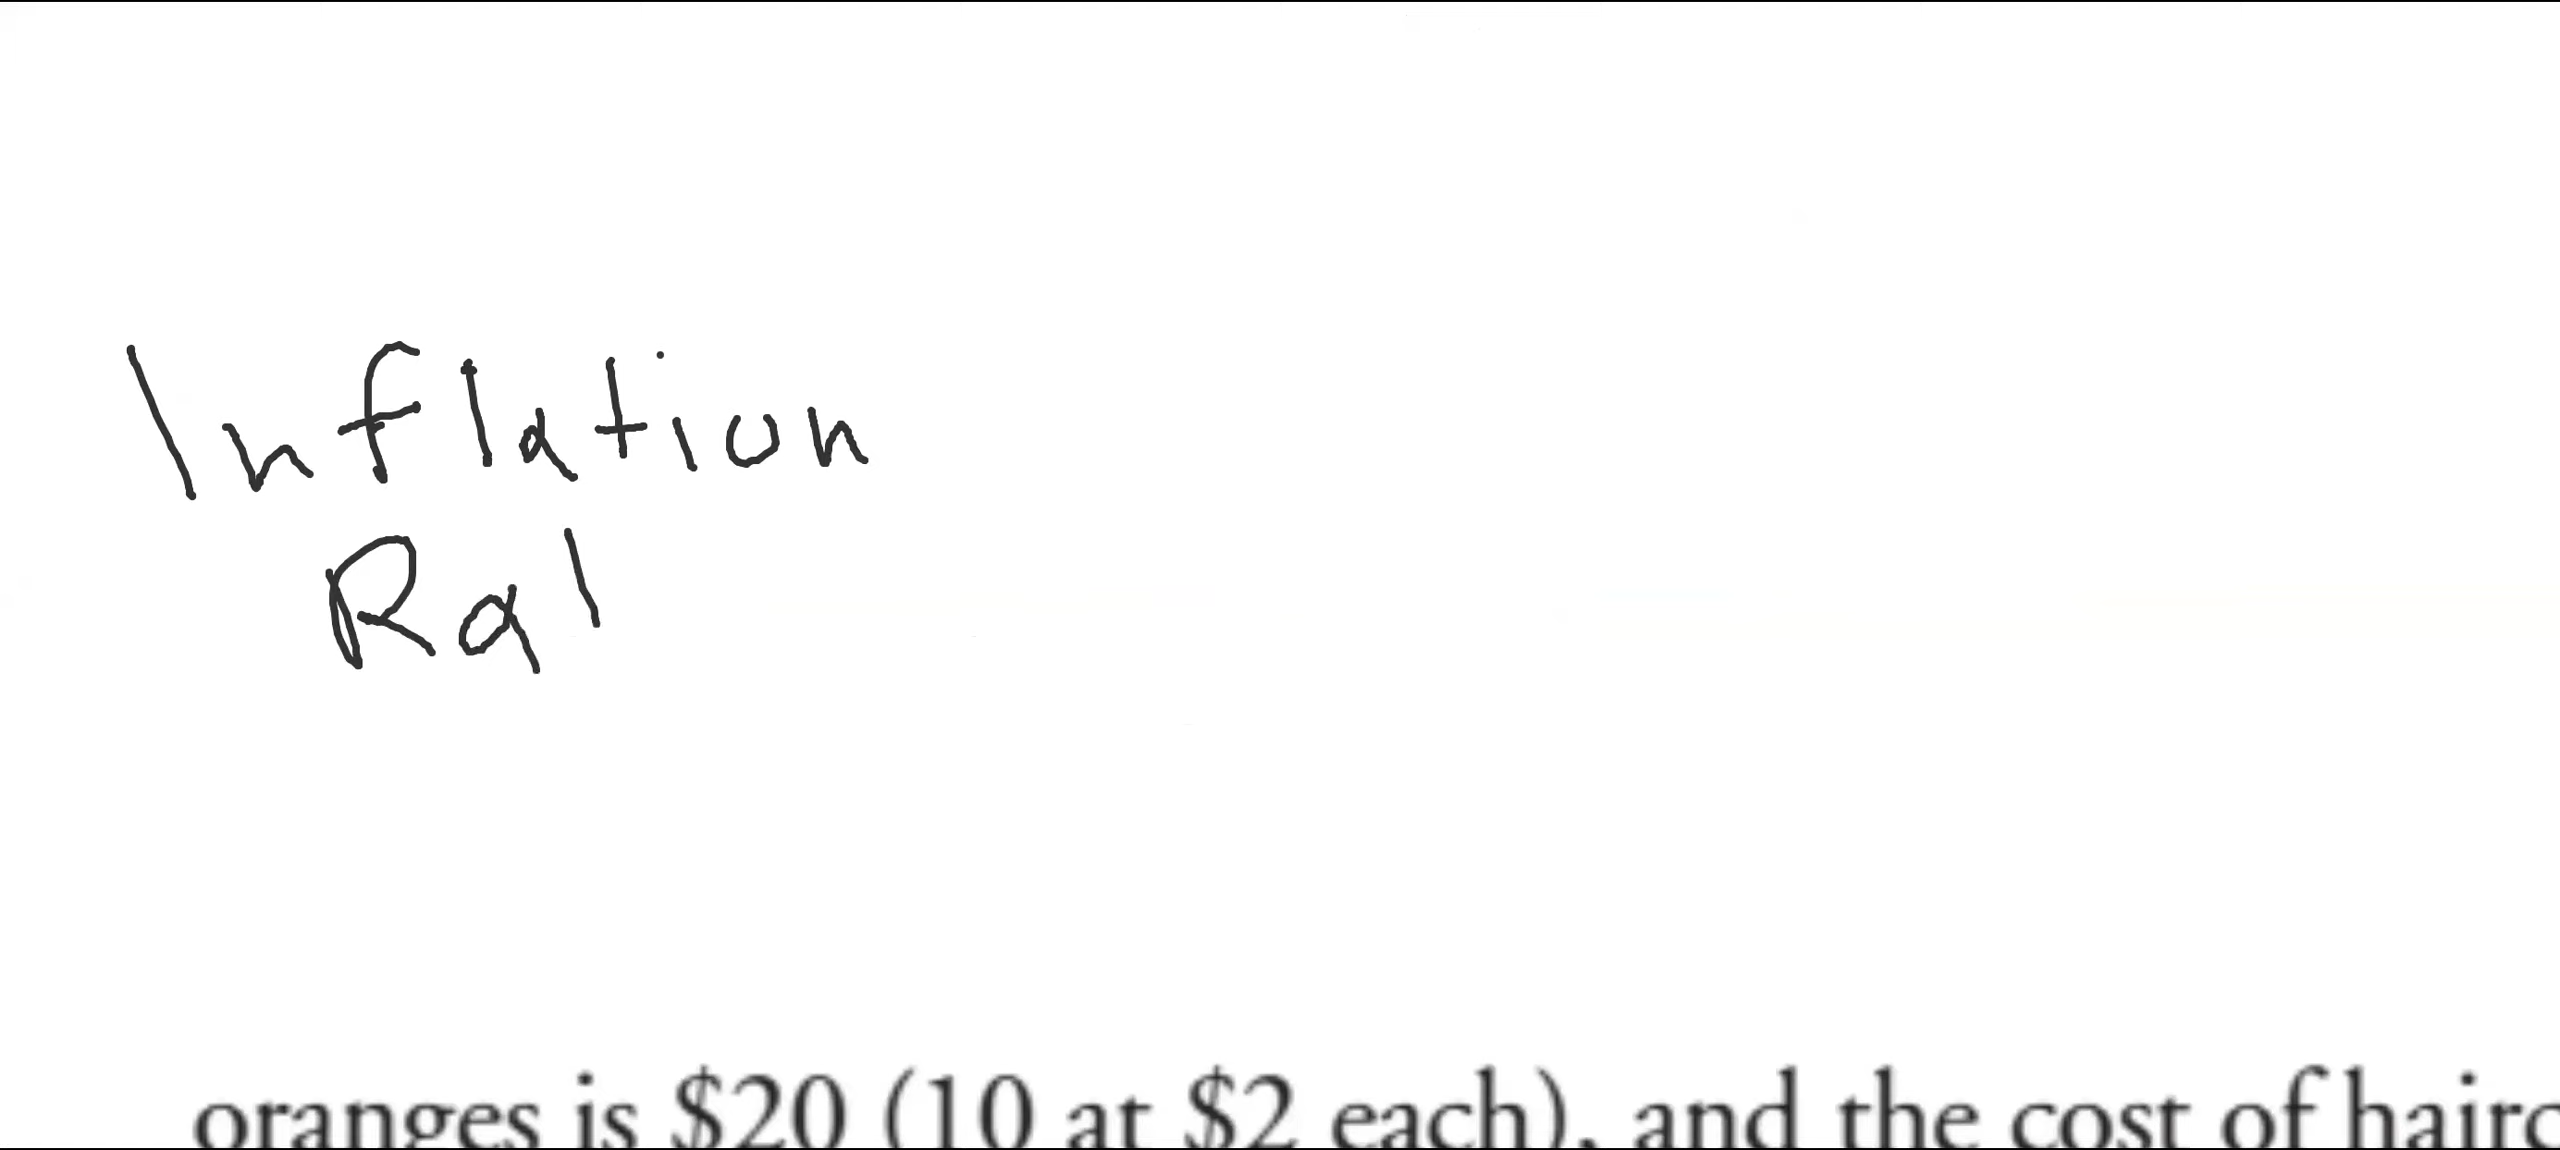 Inflation
Ral
oranges is $20 (10 at $2 each), and the cost of hairc